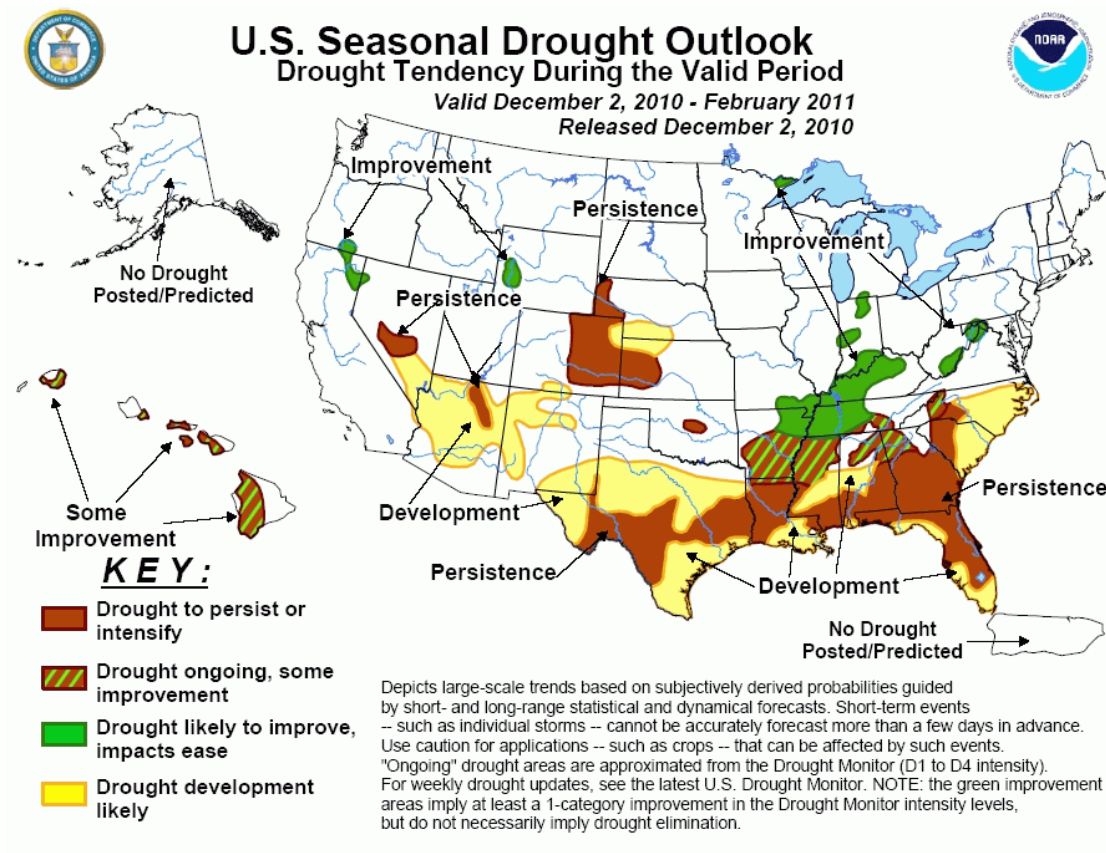 U.S. Seasonal Drought Outlook
Drought Tendency During the Valid Period
Valid December 2, 2010 - February 2011
Released December 2, 2010
NOAA
Improvement
Persistence
Improvement
No Drought
Posted/Predicted
Persistence
Some
Improvement
Development
Persistence
Persistence
Development
No Drought
Posted/Predicted
KEY:
Drought to persist or
intensify
Drought ongoing, some
improvement
Drought likely to improve,
impacts ease
Drought development
likely
Depicts large-scale trends based on subjectively derived probabilities guided
by short- and long-range statistical and dynamical forecasts. Short-term events
-- such as individual storms -- cannot be accurately forecast more than a few days in advance.
Use caution for applications -- such as crops -- that can be affected by such events.
"Ongoing" drought areas are approximated from the Drought Monitor (D1 to D4 intensity).
For weekly drought updates, see the latest U.S. Drought Monitor. NOTE: the green improvement
areas imply at least a 1-category improvement in the Drought Monitor intensity levels,
but do not necessarily imply drought elimination.